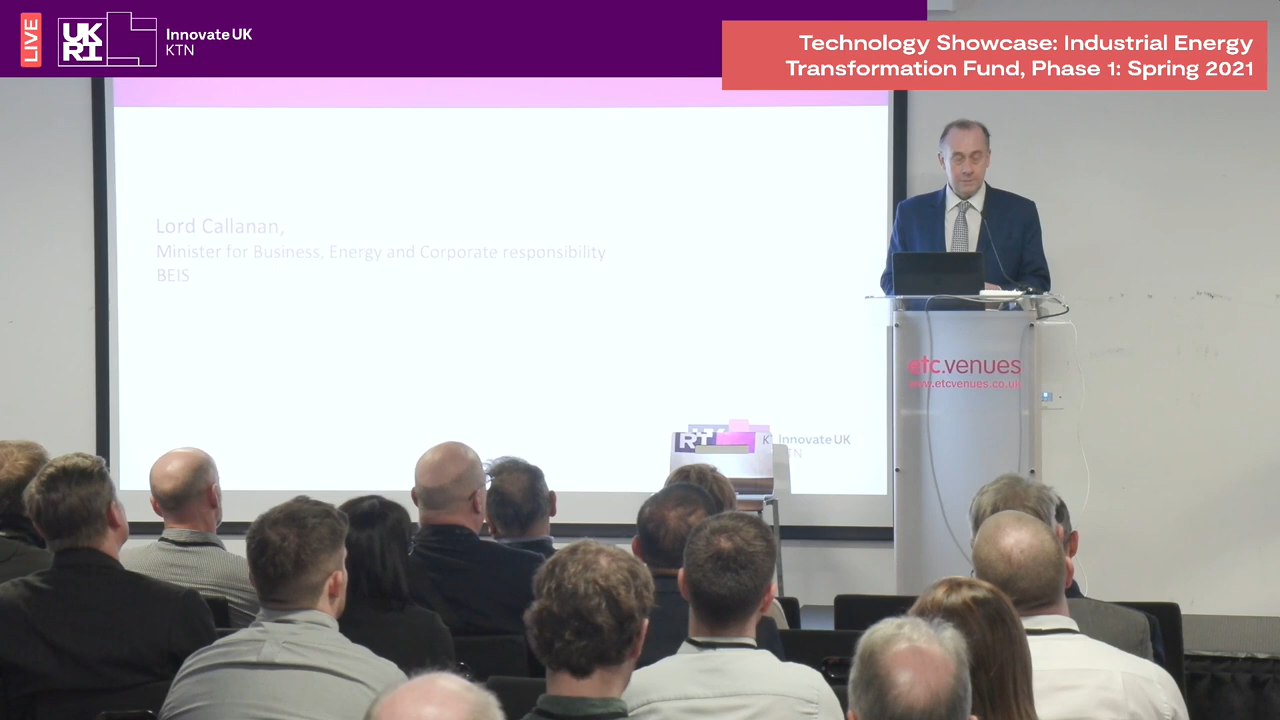 LIVE
UK
RI
Innovate UK
KTN
Technology Showcase: Industrial Energy
Transformation Fund, Phase 1: Spring 2021
Lord Callanan,
Minister for Business, Energy and Corporate responsibility
BEIS
etc.venues
www.etcvenues.co.uk
RI
Innovate UK